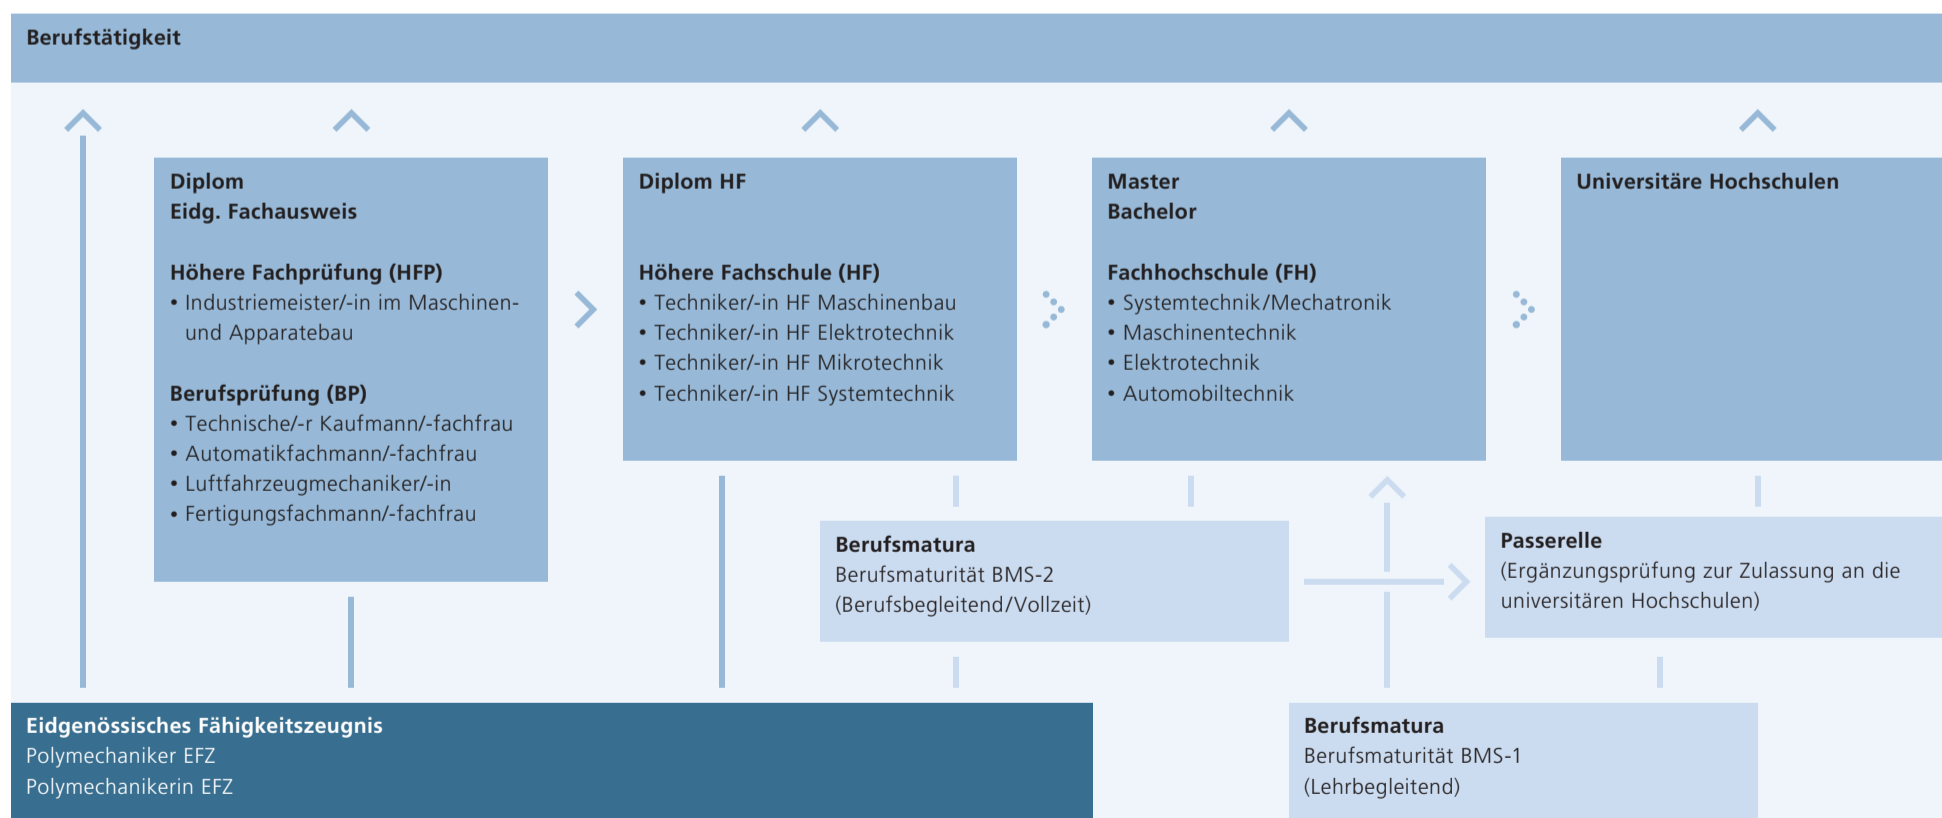 Berufstätigkeit
Diplom
Eidg. Fachausweis
Höhere Fachprüfung (HFP)
• Industriemeister/-in im Maschinen-
und Apparatebau
Berufsprüfung (BP)
• Technische/-r Kaufmann/-fachfrau
• Automatikfachmann/-fachfrau
• Luftfahrzeugmechaniker/-in
• Fertigungsfachmann/-fachfrau
Diplom HF
Höhere Fachschule (HF)
• Techniker/-in HF Maschinenbau
• Techniker/-in HF Elektrotechnik
• Techniker/-in HF Mikrotechnik
• Techniker/-in HF Systemtechnik
Master
Bachelor
Fachhochschule (FH)
• Systemtechnik/Mechatronik
• Maschinentechnik
• Elektrotechnik
• Automobiltechnik
Universitäre Hochschulen
Berufsmatura
Berufsmaturität BMS-2
(Berufsbegleitend/Vollzeit)
Passerelle
(Ergänzungsprüfung zur Zulassung an die
universitären Hochschulen)
Eidgenössisches Fähigkeitszeugnis
Polymechaniker EFZ
Polymechanikerin EFZ
Berufsmatura
Berufsmaturität BMS-1
(Lehrbegleitend)